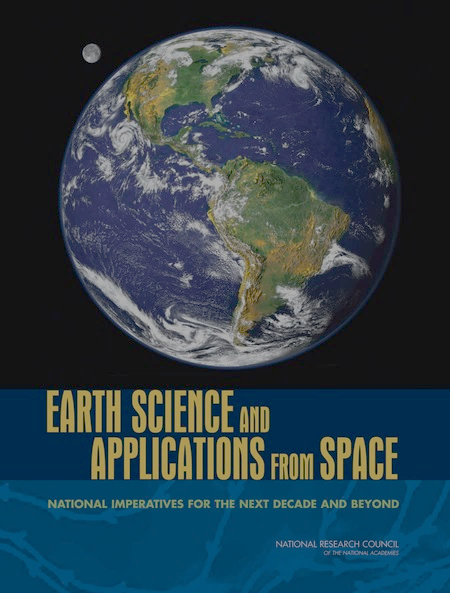 EARTH SCIENCE AND
APPLICATIONS FROM SPACE
NATIONAL IMPERATIVES FOR THE NEXT DECADE AND BEYOND
NATIONAL RESEARCH COUNCIL
OF THE NATIONAL ACADEMIES